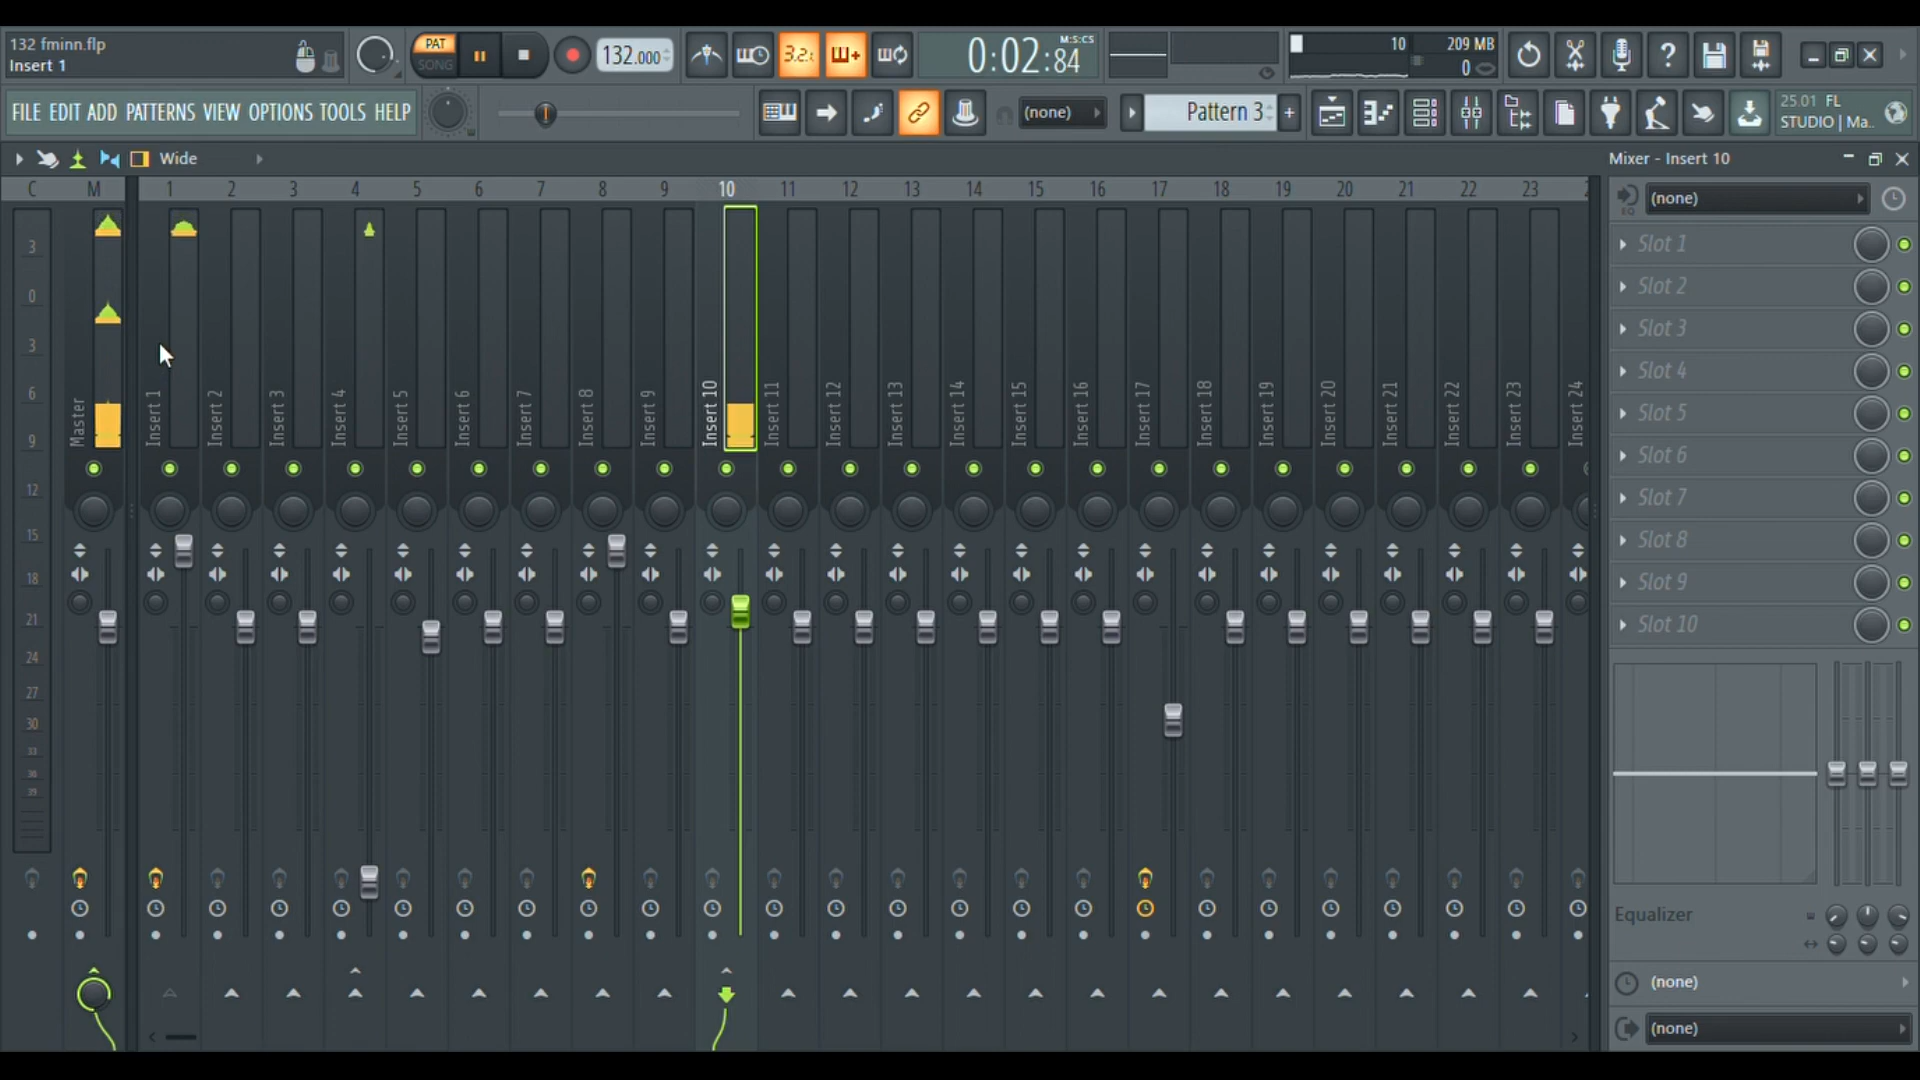 132 fminn.flp
Insert 1
PAT
SONG
132.000
3.2.
0:02:84
M:S:CS
10
209 MB
0
FILE EDIT ADD PATTERNS VIEW OPTIONS TOOLS HELP
(none)
Pattern 3
25.01 FL
STUDIO | Ma..
Wide
Mixer - Insert 10
C M 1 2 3 4 5 6 7 8 9 10 11 12 13 14 15 16 17 18 19 20 21 22 23
3
0
3
6
9
12
15
18
21
24
27
30
33
36
39
Master
Insert 1
Insert 2
Insert 3
Insert 4
Insert 5
Insert 6
Insert 7
Insert 8
Insert 9
Insert 10
Insert 11
Insert 12
Insert 13
Insert 14
Insert 15
Insert 16
Insert 17
Insert 18
Insert 19
Insert 20
Insert 21
Insert 22
Insert 23
Insert 24
EQ
(none)
Slot 1
Slot 2
Slot 3
Slot 4
Slot 5
Slot 6
Slot 7
Slot 8
Slot 9
Slot 10
Equalizer
(none)
(none)